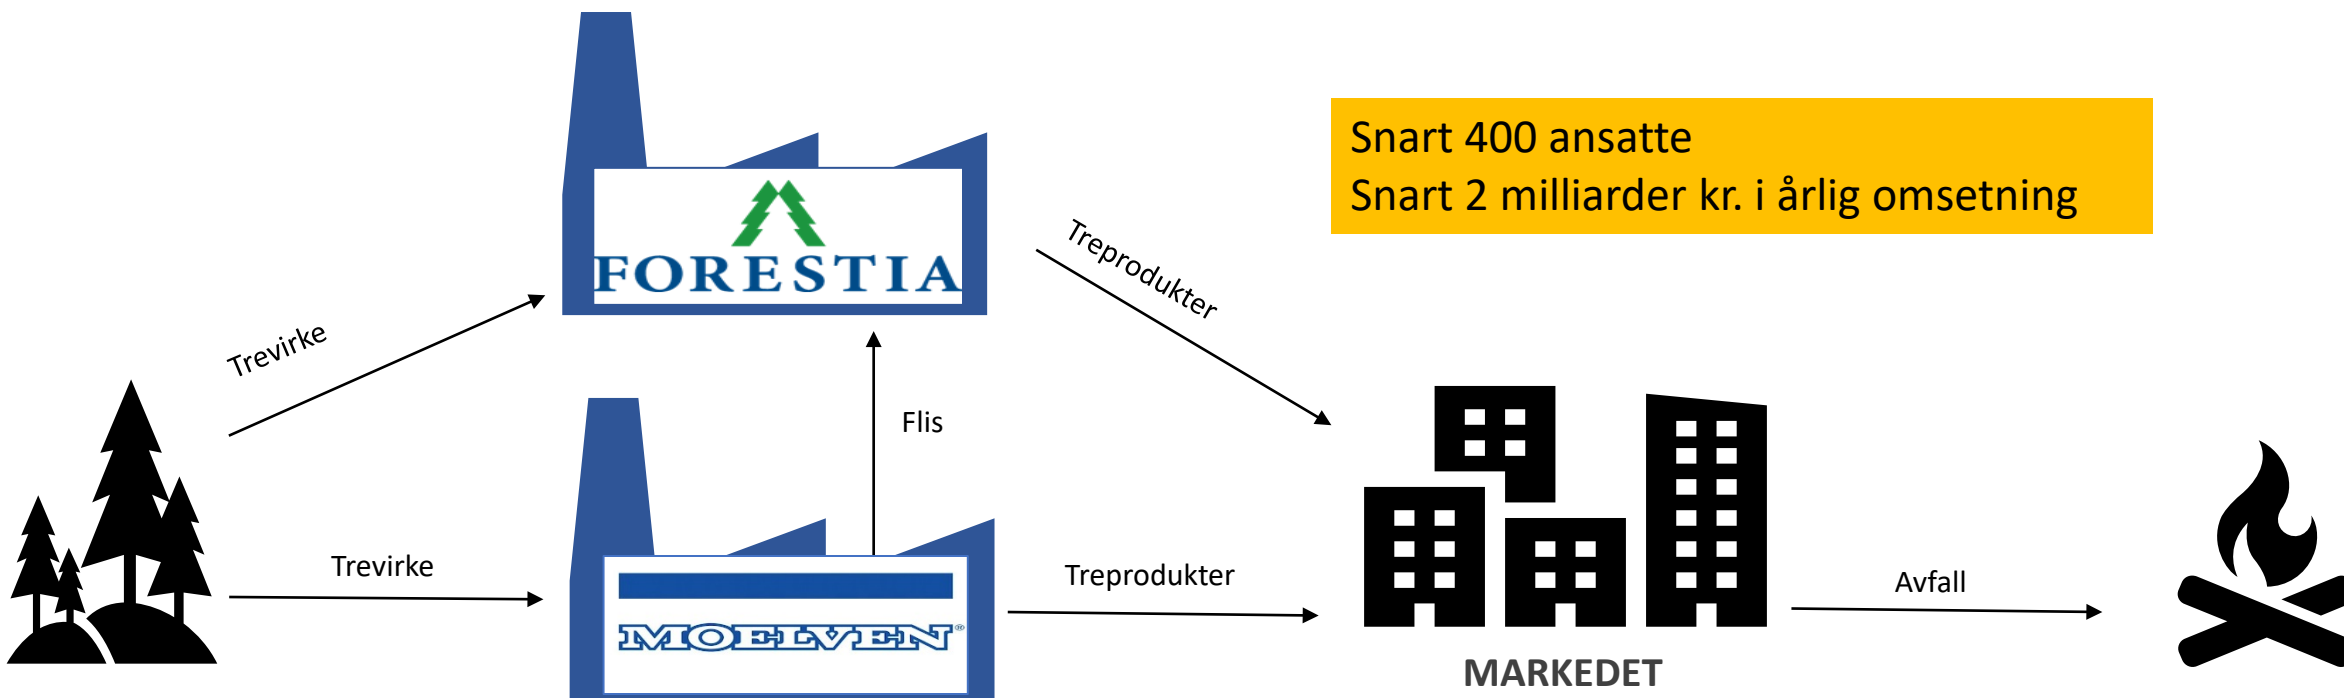 Snart 400 ansatte
Snart 2 milliarder kr. i årlig omsetning
FORESTIA
Treprodukter
Trevirke
Flis
Trevirke
MOELVEN®
Treprodukter
Avfall
MARKEDET